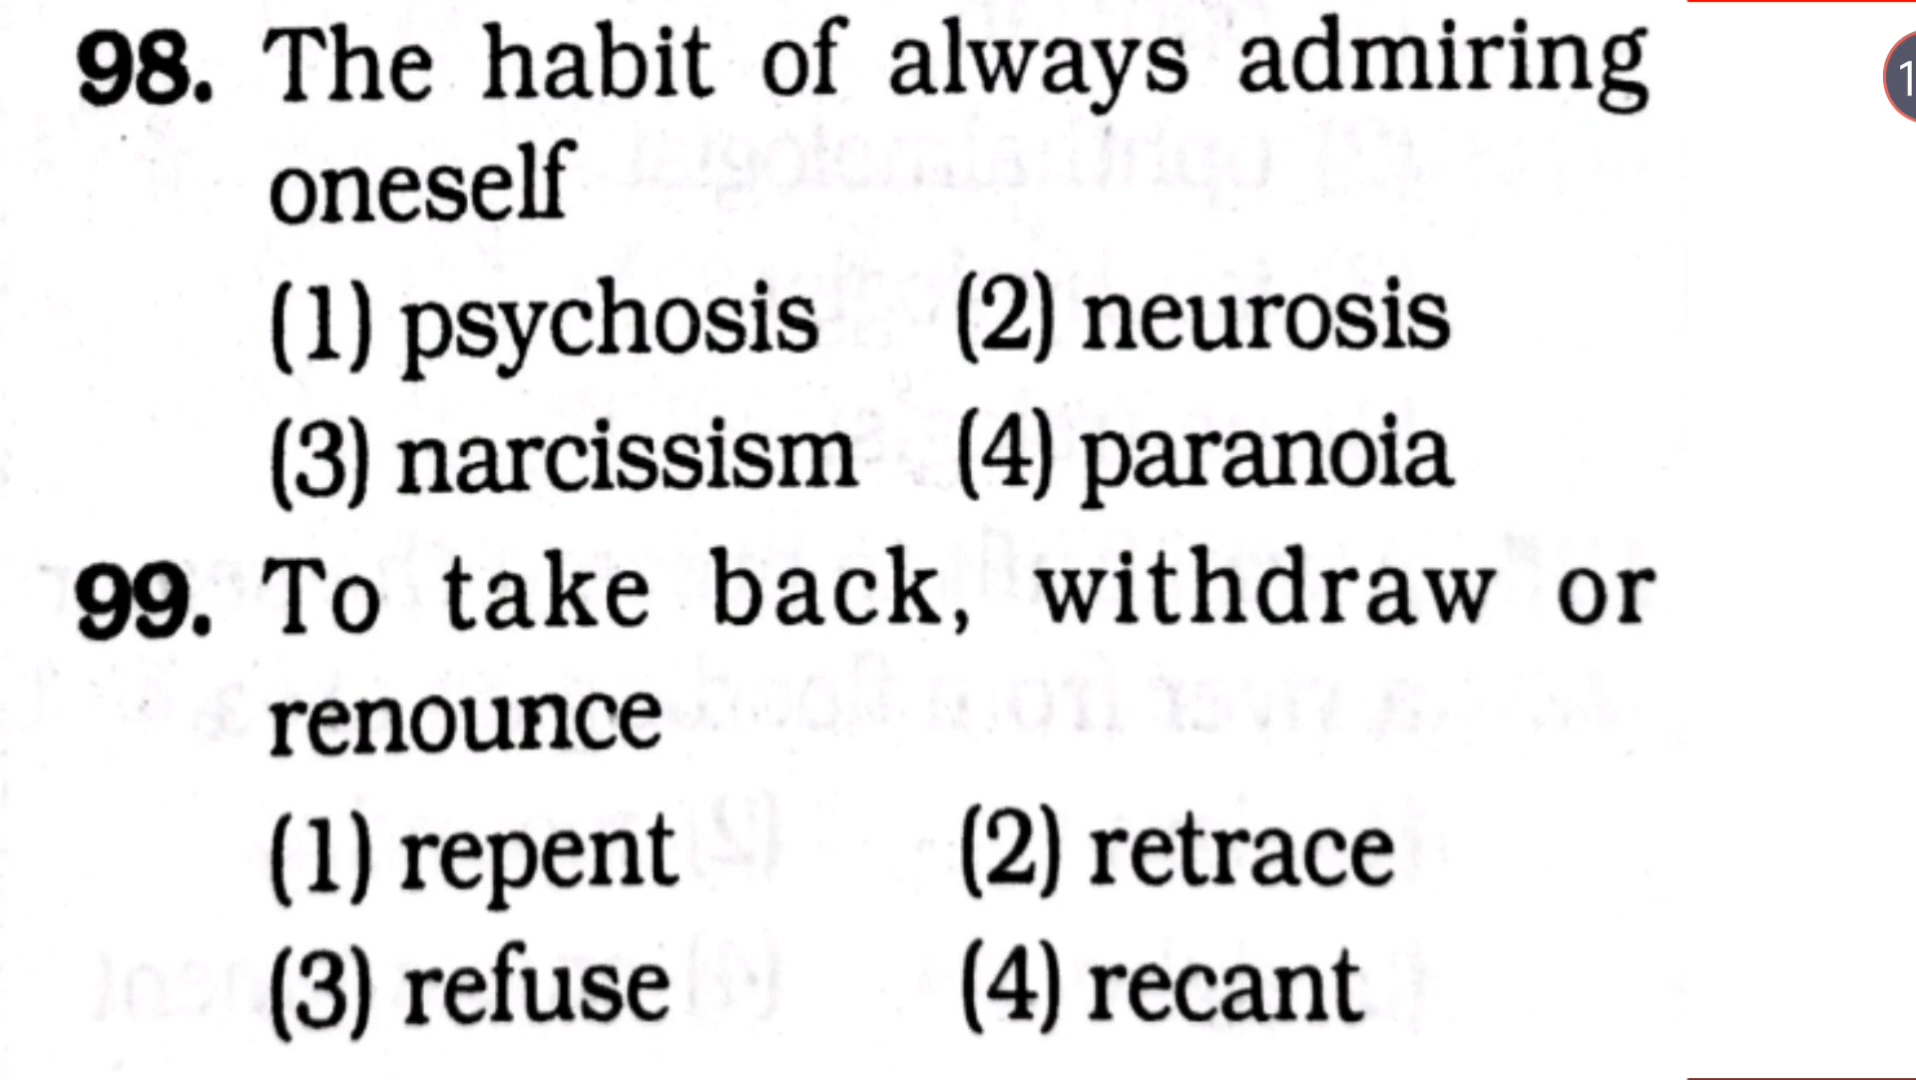 98. The habit of always admiring
oneself
(1) psychosis (2) neurosis
(3) narcissism (4) paranoia
99. To take back, withdraw or
renounce
(1) repent (2) retrace
(3) refuse (4) recant
1